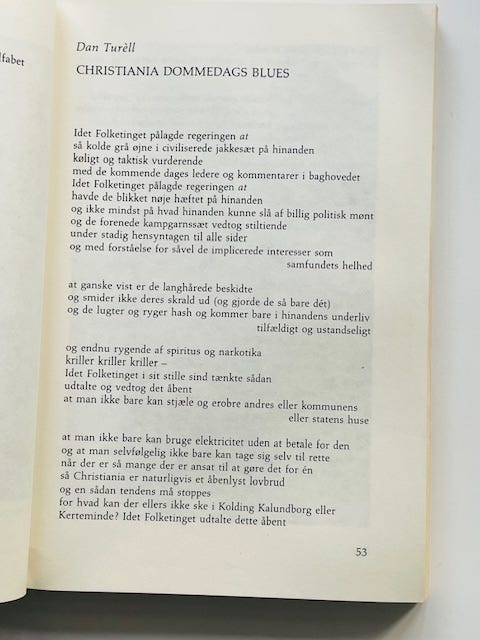 lfabet
Dan Turèll
CHRISTIANIA DOMMEDAGS BLUES
Idet Folketinget pålagde regeringen at
så kolde grå øjne i civiliserede jakkesæt på hinanden
køligt og taktisk vurderende
med de kommende dages ledere og kommentarer i baghovedet
Idet Folketinget pålagde regeringen at
havde de blikket nøje hæftet på hinanden
og ikke mindst på hvad hinanden kunne slå af billig politisk mønt
og de forenede kampgarnssæt vedtog stiltiende
under stadig hensyntagen til alle sider
og med forståelse for såvel de implicerede interesser som
samfundets helhed
at ganske vist er de langhårede beskidte
og smider ikke deres skrald ud (og gjorde de så bare dét)
og de lugter og ryger hash og kommer bare i hinandens underliv
tilfældigt og ustandseligt
og endnu rygende af spiritus og narkotika
kriller kriller kriller –
Idet Folketinget i sit stille sind tænkte sådan
udtalte og vedtog det åbent
at man ikke bare kan stjæle og erobre andres eller kommunens
eller statens huse
at man ikke bare kan bruge elektricitet uden at betale for den
og at man selvfølgelig ikke bare kan tage sig selv til rette
når der er så mange der er ansat til at gøre det for én
så Christiania er naturligvis et åbenlyst lovbrud
og en sådan tendens må stoppes
for hvad kan der ellers ikke ske i Kolding Kalundborg eller
Kerteminde? Idet Folketinget udtalte dette åbent
53